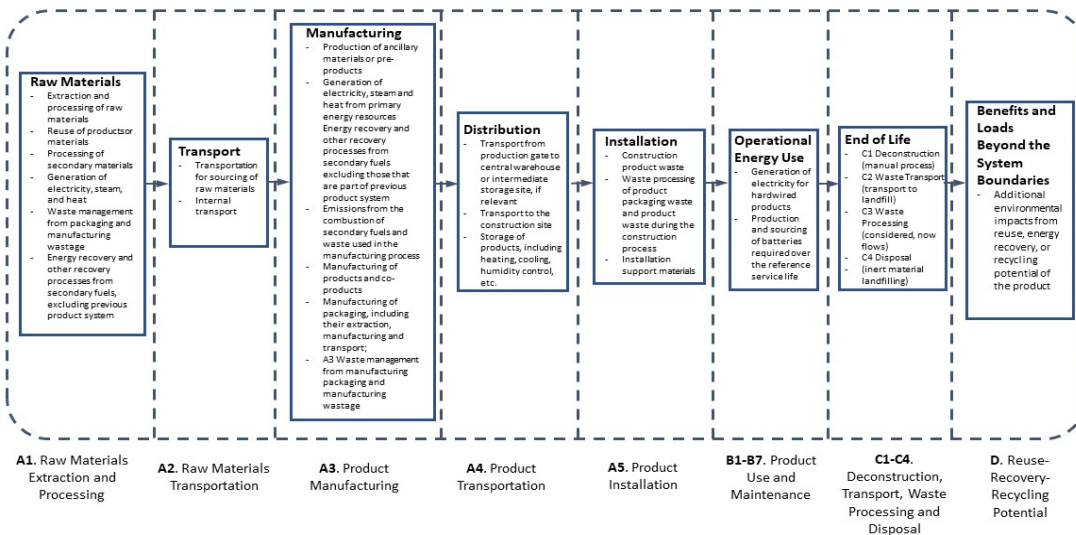 Raw Materials
- Extraction and
processing of raw
materials
- Reuse of productsor
materials
- Processing of
secondary materials
- Generation of
electricity, steam,
and heat
- Waste management
from packaging and
manufacturing
wastage
- Energy recovery and
other recovery
processes from
secondary fuels,
excluding previous
product system
Transport
- Transportation
for sourcing of
raw materials
- Internal
transport
Manufacturing
- Production of ancillary
materials or pre-
products
- Generation of
electricity, steam and
heat from primary
energy resources
Energy recovery and
other recovery
processes from
secondary fuels
excluding those that
are part of previous
product system
- Emissions from the
combustion of
secondary fuels and
waste used in the
manufacturing process
- Manufacturing of
products and co-
products
- Manufacturing of
packaging, including
their extraction,
manufacturing and
transport;
- A3 Waste management
from manufacturing
packaging and
manufacturing
wastage
Distribution
- Transport from
production gate to
central warehouse
or intermediate
storage site, if
relevant
- Transport to the
construction site
- Storage of
products, including
heating, cooling,
humidity control,
etc.
Installation
- Construction
product waste
- Waste processing of
product packaging
waste and product
waste during the
construction
process
- Installation
support materials
Operational
Energy Use
- Generation of
electricity for
hardwired
products
- Production
and sourcing of
batteries
required over
the reference
service life
End of Life
- C1 Deconstruction
(manual process)
- C2 Waste Transport
(transport to
landfill)
- C3 Waste
Processing
(considered, now
flows)
- C4 Disposal
- (inert material
landfilling)
Benefits and
Loads
Beyond the
System
Boundaries
- Additional
environmental
impacts from
reuse, energy
recovery, or
recycling
potential of
the product
A1. Raw Materials
Extraction and
Processing
A2. Raw Materials
Transportation
A3. Product
Manufacturing
A4. Product
Transportation
A5. Product
Installation
B1-B7. Product
Use and
Maintenance
C1-C4.
Deconstruction,
Transport, Waste
Processing and
Disposal
D. Reuse-
Recovery-
Recycling
Potential